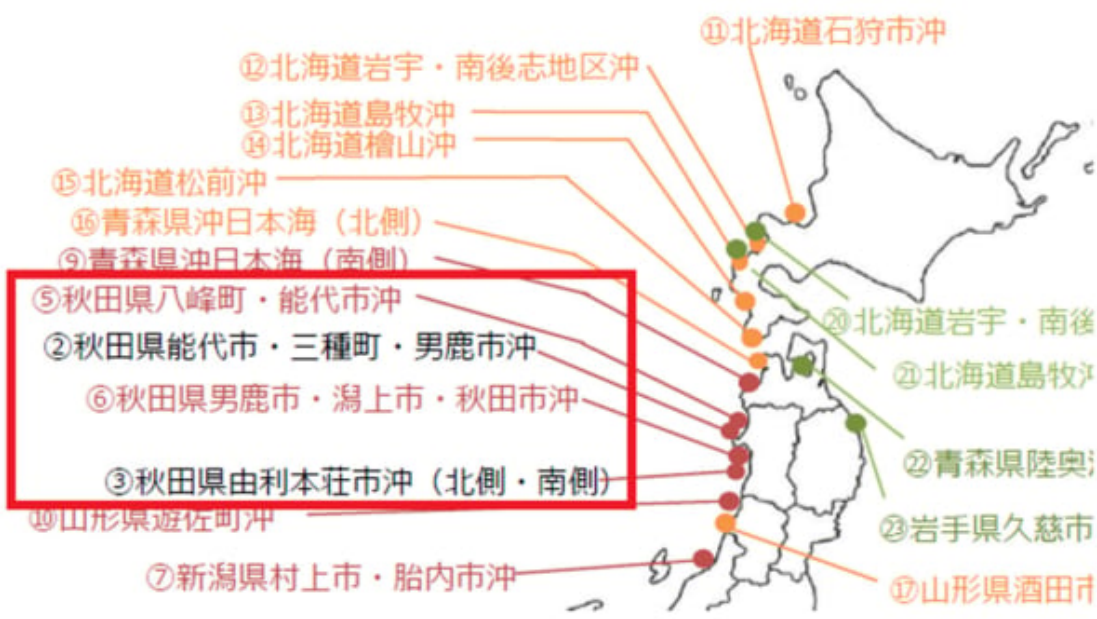 ⑪北海道石狩市沖
⑫北海道岩宇・南後志地区沖
⑬北海道島牧沖
⑭北海道檜山沖
⑮北海道松前沖
⑯青森県沖日本海（北側）
⑨青森県沖日本海（南側）
⑤秋田県八峰町・能代市沖
②秋田県能代市・三種町・男鹿市沖
⑥秋田県男鹿市・潟上市・秋田市沖
③秋田県由利本荘市沖（北側・南側）
⑩山形県遊佐町沖
⑦新潟県村上市・胎内市沖
⑳北海道岩宇・南後
㉑北海道島牧沖
㉒青森県陸奥
㉓岩手県久慈市
⑰山形県酒田市